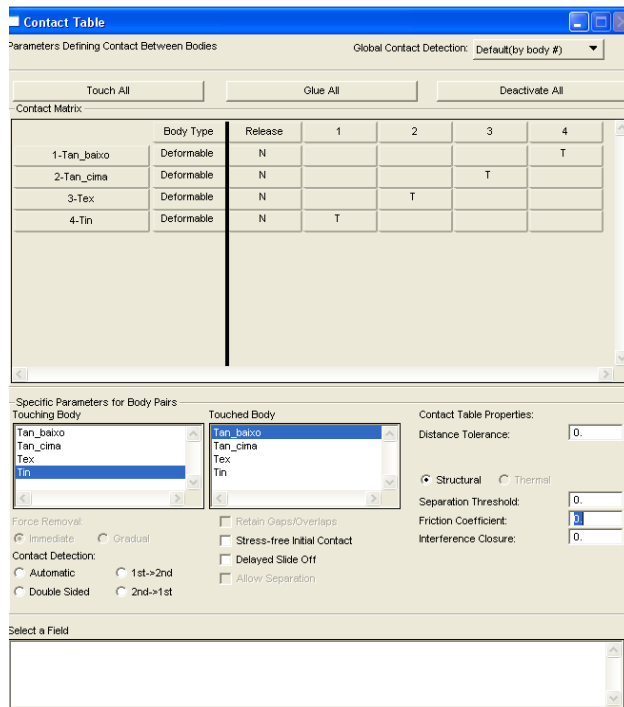 Contact Table
Parameters Defining Contact Between Bodies
Global Contact Detection: Default(by body #)
Touch All Glue All Deactivate All
Contact Matrix
Body Type Release 1 2 3 4
1-Tan_baixo Deformable N T
2-Tan_cima Deformable N T
3-Tex Deformable N T
4-Tin Deformable N T
Specific Parameters for Body Pairs
Touching Body Touched Body Contact Table Properties:
Tan_baixo Tan_baixo Distance Tolerance: 0.
Tan_cima Tan_cima
Tex Tex
Tin Tin Structural Thermal
Separation Threshold: 0.
Force Removal: Retain Gaps/Overlaps Friction Coefficient: 0.
Immediate Gradual Stress-free Initial Contact Interference Closure: 0.
Contact Detection: Delayed Slide Off
Automatic 1st->2nd Allow Separation
Double Sided 2nd->1st
Select a Field